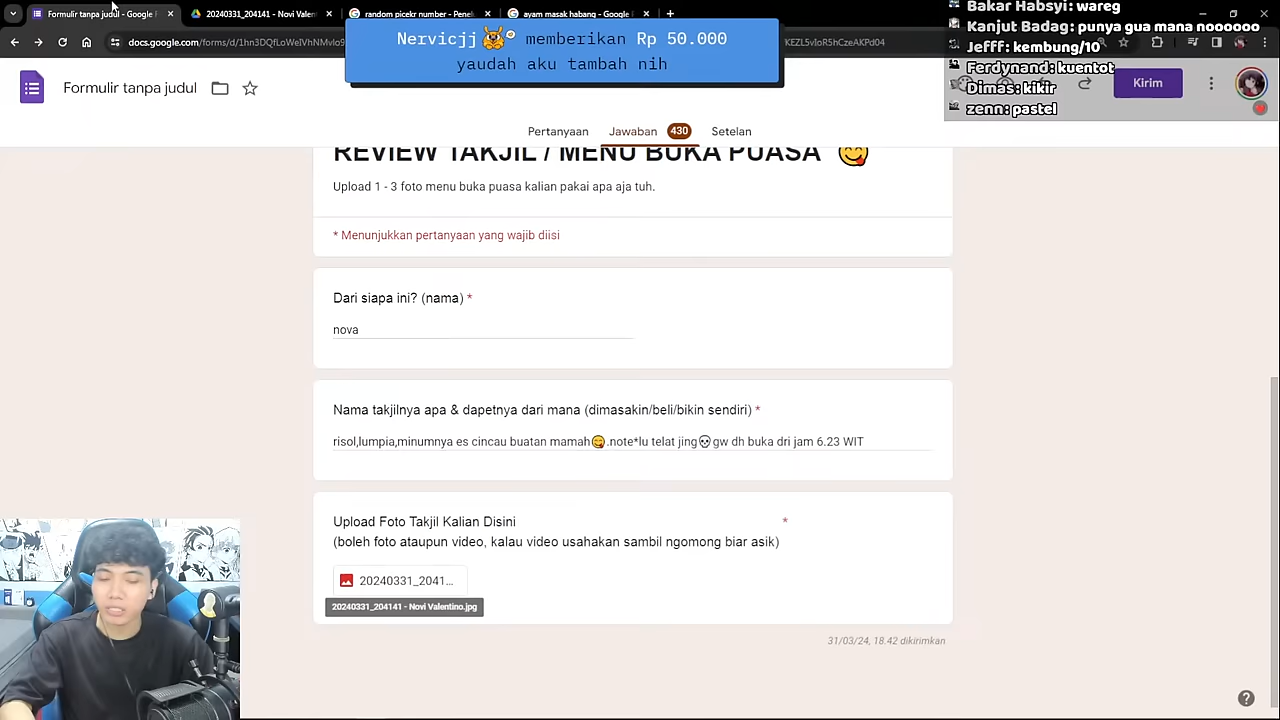 Formulir tanpa judul - Google F
20240331_204141 - Novi Valent
random picekr number - Pene
ayam masak habang - Google
Bakar Habsyi: wareg
Kanjut Badag: punya gua mana noooooo
Jefff: kembung/10
Ferdynand: kuentot
Dimas: kikir
zenn: pastel
docs.google.com/forms/d/
Nervicjj memberikan Rp 50.000
yaudah aku tambah nih
Formulir tanpa judul
Kirim
Pertanyaan
Jawaban 430
Setelan
REVIEW TAKJIL / MENU BUKA PUASA 😋
Upload 1 - 3 foto menu buka puasa kalian pakai apa aja tuh.
* Menunjukkan pertanyaan yang wajib diisi
Dari siapa ini? (nama) *
nova
Nama takjilnya apa & dapetnya dari mana (dimasakin/beli/bikin sendiri) *
risol,lumpia,minumnya es cincau buatan mamah😋.note*lu telat jing💀gw dh buka dri jam 6.23 WIT
Upload Foto Takjil Kalian Disini *
(boleh foto ataupun video, kalau video usahakan sambil ngomong biar asik)
20240331_2041...
20240331_204141 - Novi Valentino.jpg
31/03/24, 18.42 dikirimkan